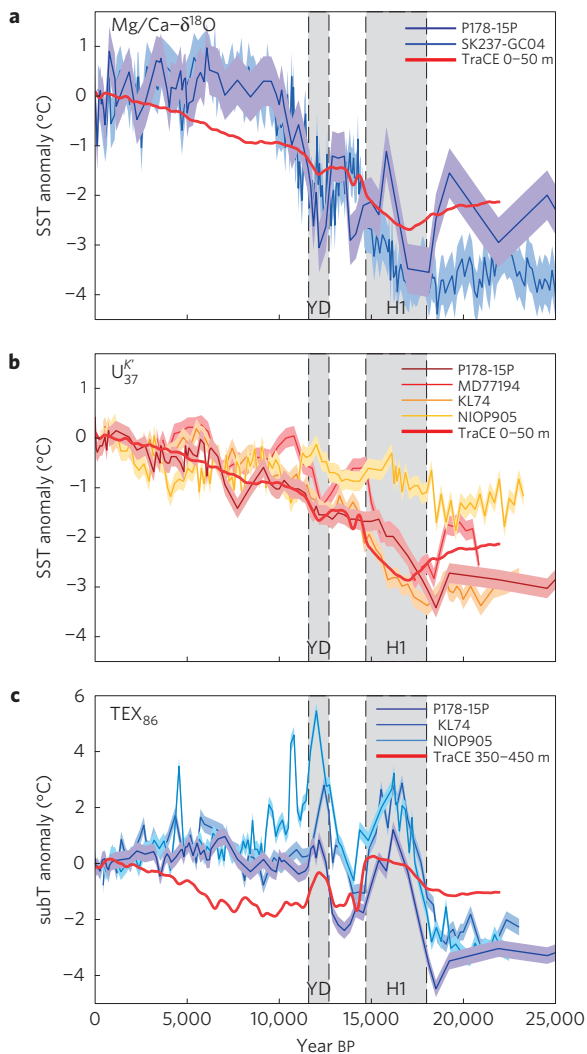 a
Mg/Ca–δ¹⁸O
P178-15P
SK237-GC04
TraCE 0–50 m
SST anomaly (°C)
1
0
−1
−2
−3
−4
YD
H1
b
U₃₇ᴷ′
P178-15P
MD77194
KL74
NIOP905
TraCE 0–50 m
SST anomaly (°C)
1
0
−1
−2
−3
−4
YD
H1
c
TEX₈₆
P178-15P
KL74
NIOP905
TraCE 350–450 m
subT anomaly (°C)
6
4
2
0
−2
−4
YD
H1
0 5,000 10,000 15,000 20,000 25,000
Year BP